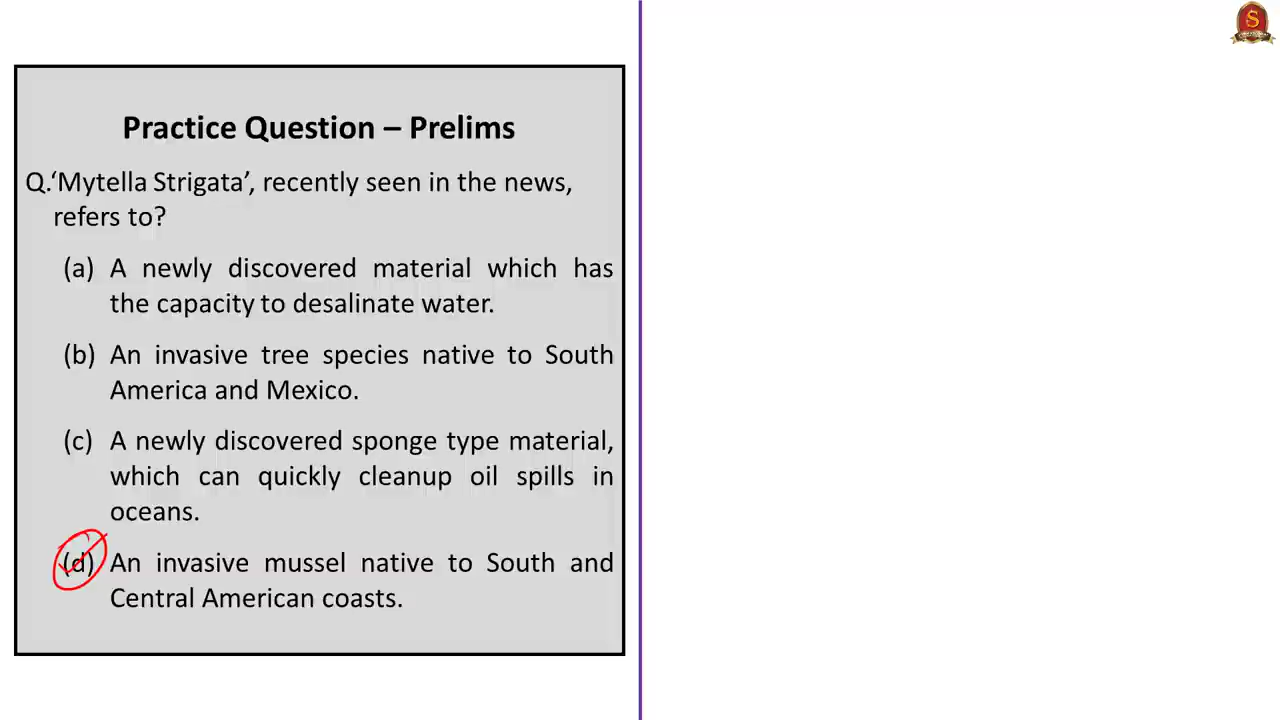 Practice Question – Prelims
Q.‘Mytella Strigata’, recently seen in the news,
refers to?
(a) A newly discovered material which has
the capacity to desalinate water.
(b) An invasive tree species native to South
America and Mexico.
(c) A newly discovered sponge type material,
which can quickly cleanup oil spills in
oceans.
(d) An invasive mussel native to South and
Central American coasts.
S